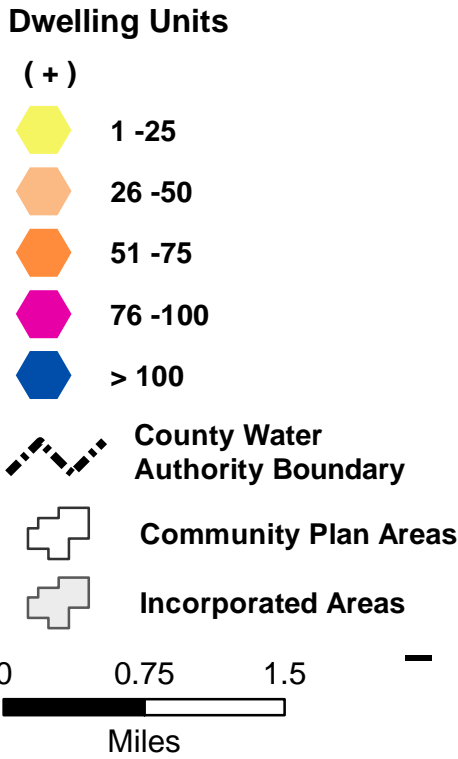 Dwelling Units
( + )
1 -25
26 -50
51 -75
76 -100
> 100
County Water
Authority Boundary
Community Plan Areas
Incorporated Areas
0 0.75 1.5
Miles